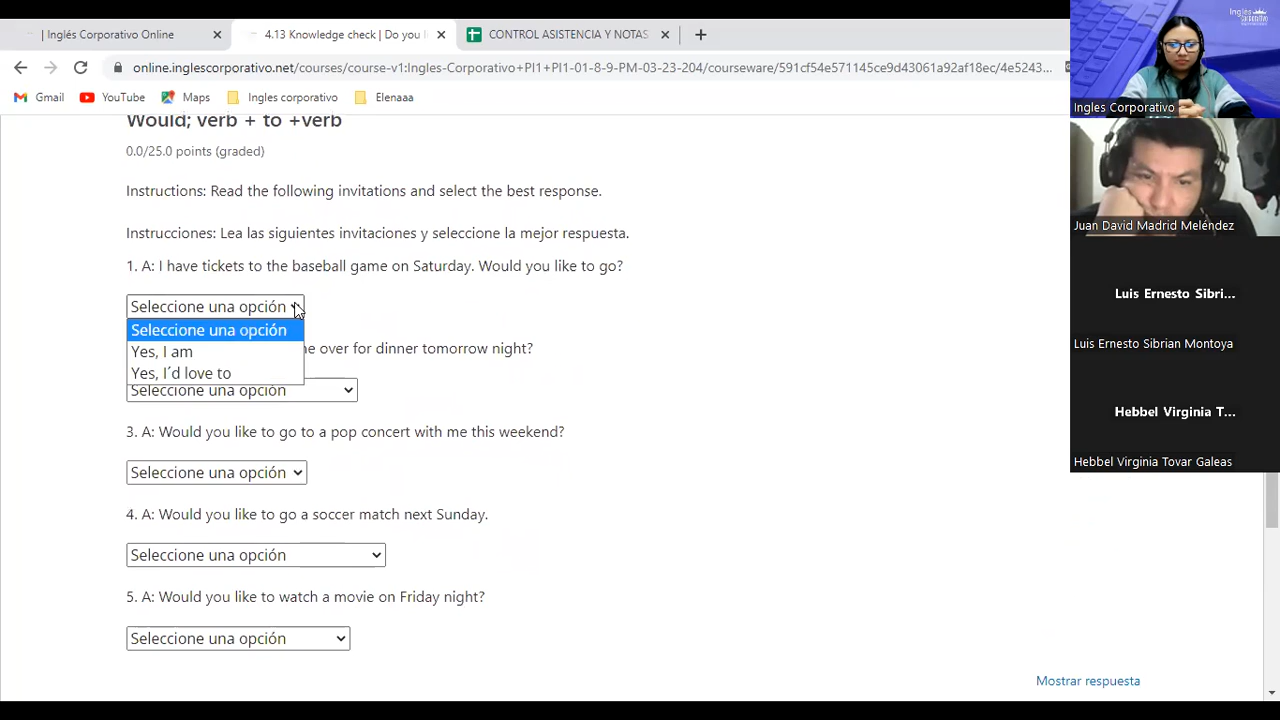 | Inglés Corporativo Online
4.13 Knowledge check | Do you l
CONTROL ASISTENCIA Y NOTAS
online.inglescorporativo.net/courses/course-v1:Ingles-Corporativo+PI1+PI1-01-8-9-PM-03-23-204/courseware/591cf54e571145ce9d43061a92af18ec/4e5243...
Gmail
YouTube
Maps
Ingles corporativo
Elenaaa
Would; verb + to +verb
0.0/25.0 points (graded)
Instructions: Read the following invitations and select the best response.
Instrucciones: Lea las siguientes invitaciones y seleccione la mejor respuesta.
1. A: I have tickets to the baseball game on Saturday. Would you like to go?
Seleccione una opción
Seleccione una opción
Yes, I am
Yes, I´d love to
me over for dinner tomorrow night?
Seleccione una opción
3. A: Would you like to go to a pop concert with me this weekend?
Seleccione una opción
4. A: Would you like to go a soccer match next Sunday.
Seleccione una opción
5. A: Would you like to watch a movie on Friday night?
Seleccione una opción
Mostrar respuesta
Ingles Corporativo
Juan David Madrid Meléndez
Luis Ernesto Sibri...
Luis Ernesto Sibrian Montoya
Hebbel Virginia T...
Hebbel Virginia Tovar Galeas